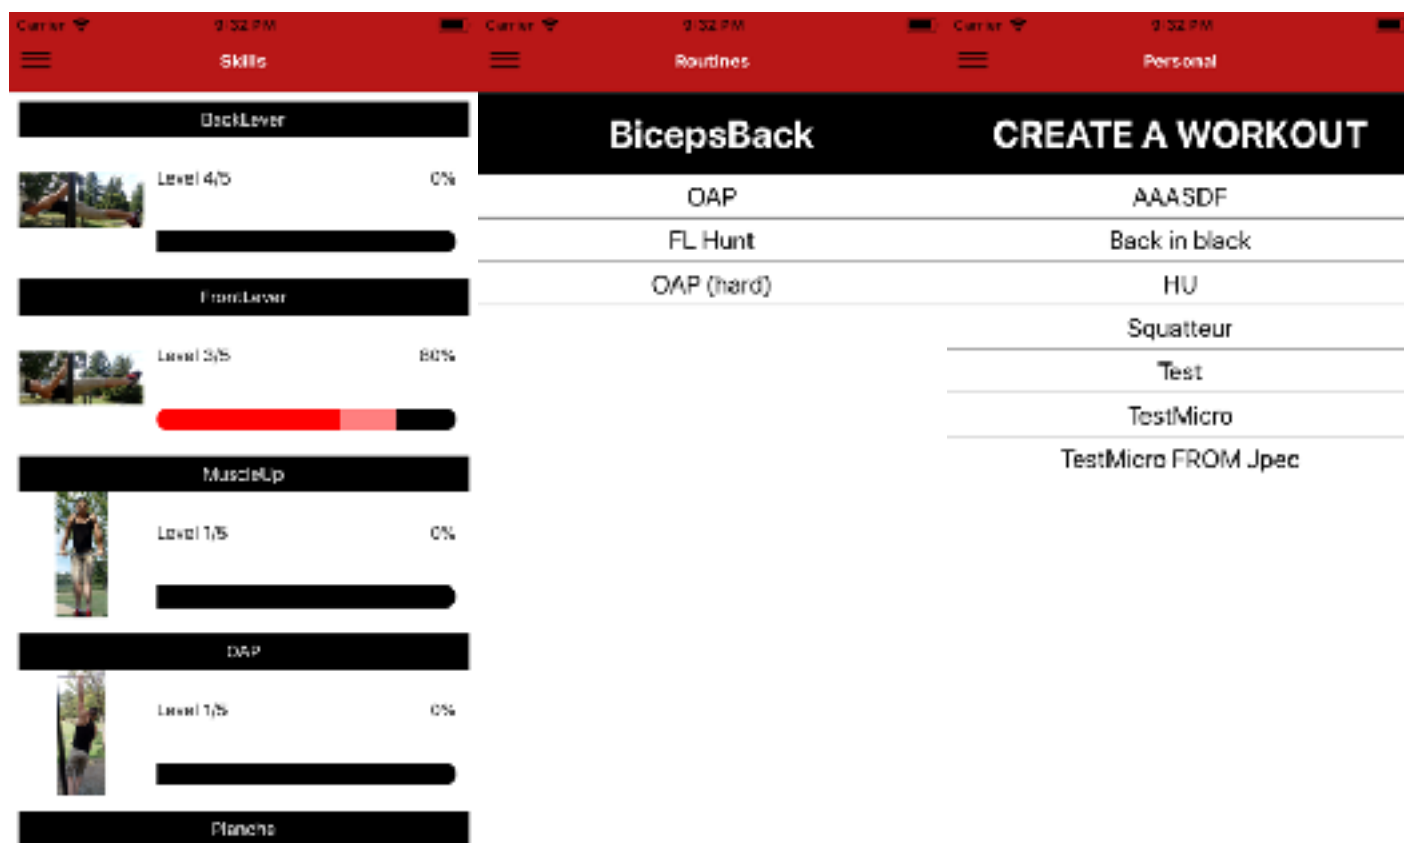 Carrier 9:32 PM
Skills
BackLever
Level 4/5 0%
FrontLever
Level 3/5 80%
MuscleUp
Level 1/5 0%
OAP
Level 1/5 0%
Planche
Carrier 9:32 PM
Routines
BicepsBack
OAP
FL Hunt
OAP (hard)
Carrier 9:32 PM
Personal
CREATE A WORKOUT
AAASDF
Back in black
HU
Squatteur
Test
TestMicro
TestMicro FROM Jpec